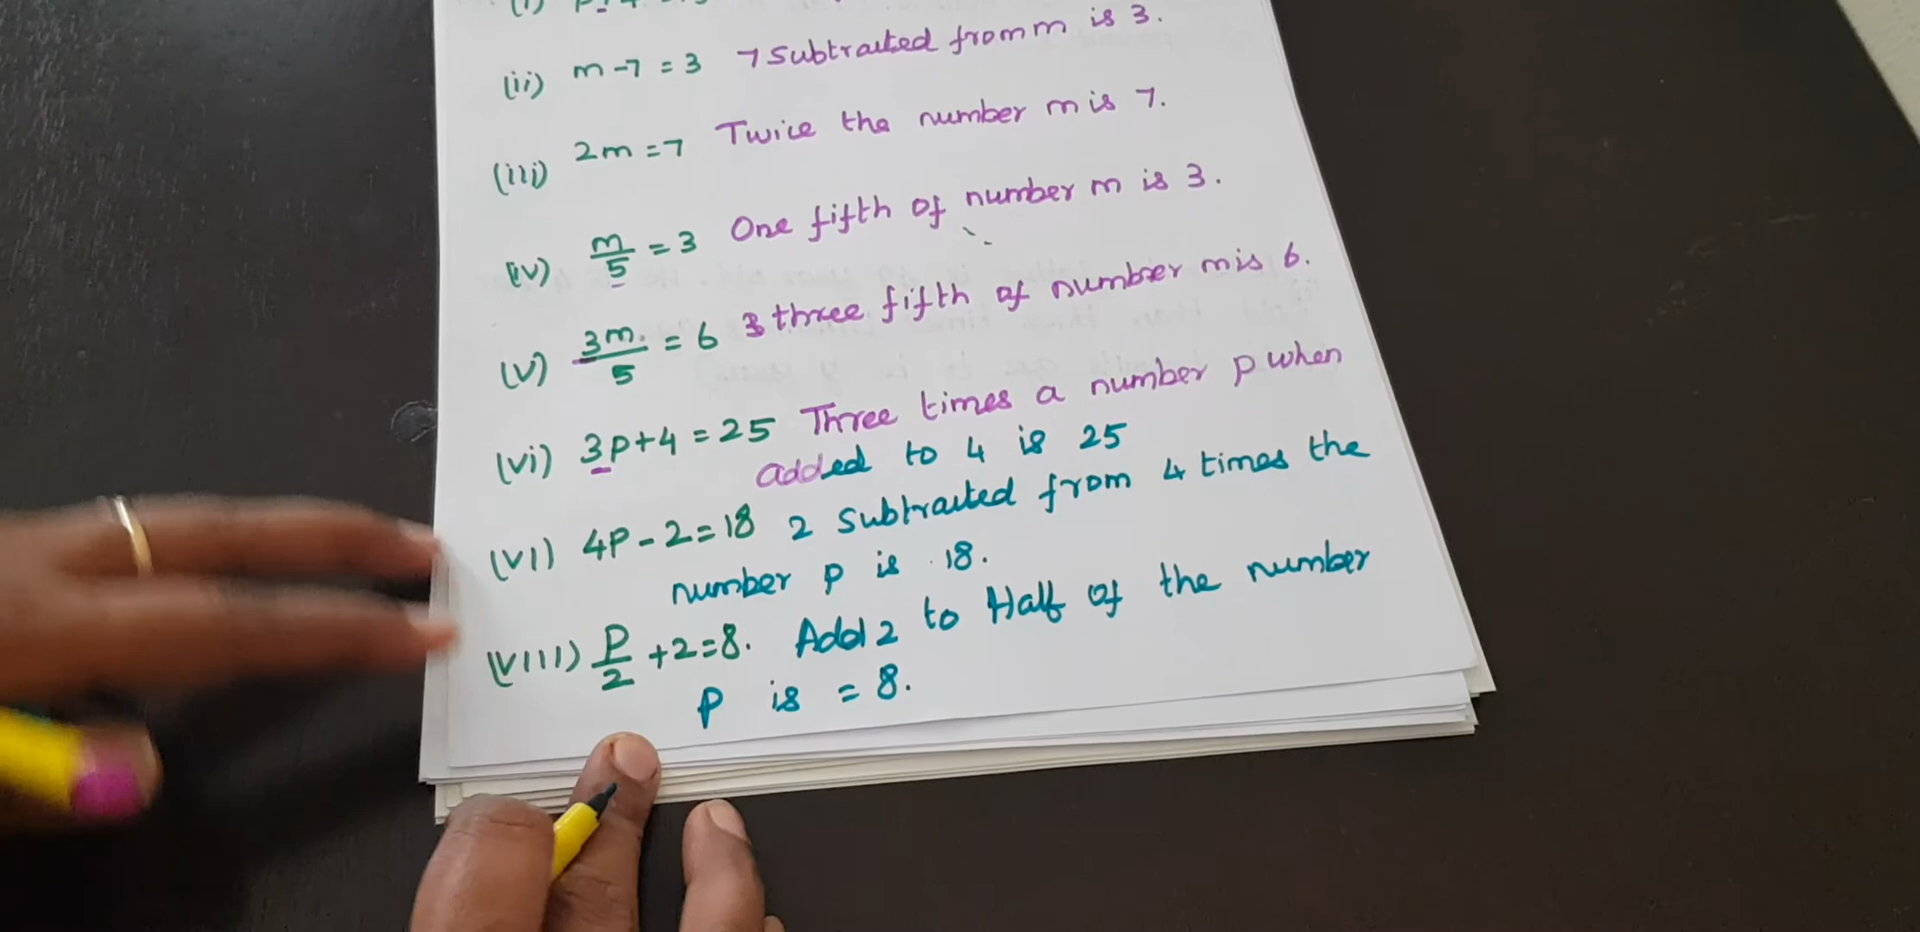 (ii) m-7 = 3 7 subtracted from m is 3.
(iii) 2m = 7 Twice the number m is 7.
(iv) m/5 = 3 One fifth of number m is 3.
(v) 3m/5 = 6 3 three fifth of number m is 6.
(vi) 3p+4 = 25 Three times a number p when
added to 4 is 25
(VI) 4P-2=18 2 subtracted from 4 times the
number p is 18.
(VIII) P/2 +2=8. Add 2 to Half of the number
P is = 8.